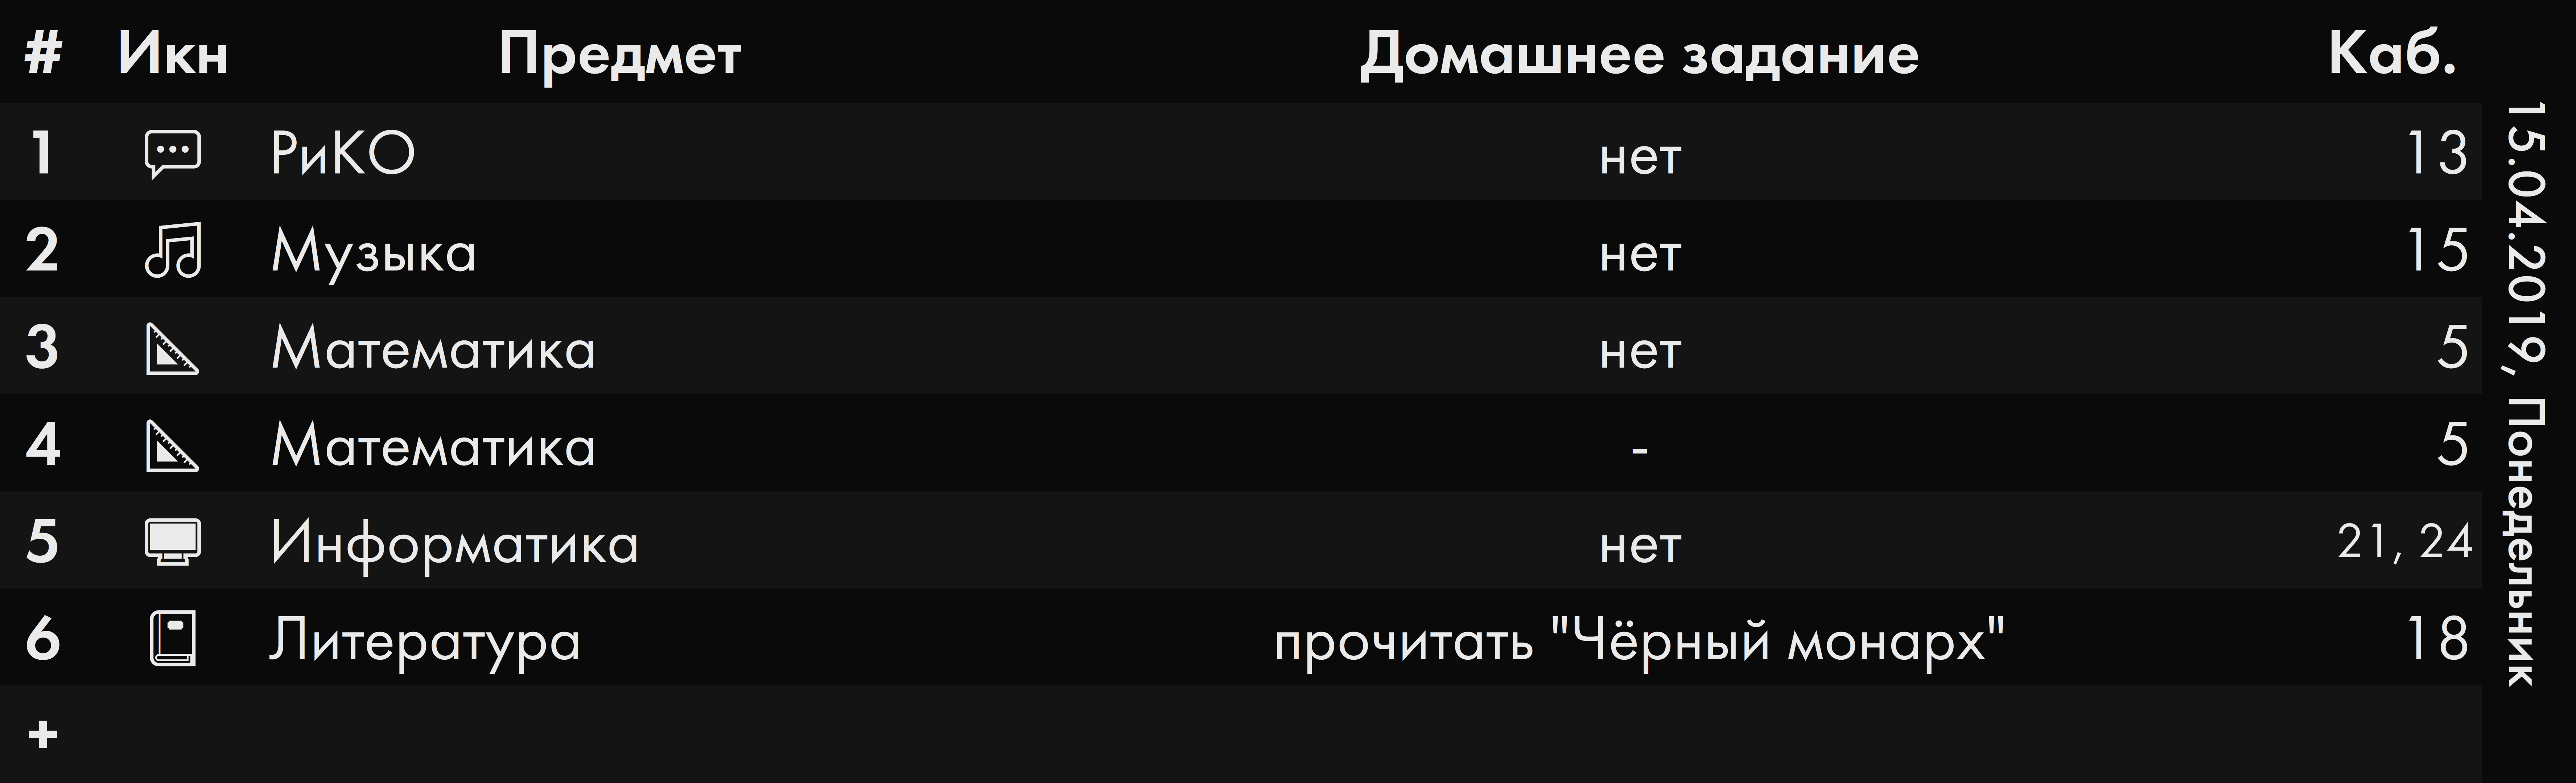 # Икн Предмет Домашнее задание Каб.
1 РиКО нет 13
2 Музыка нет 15
3 Математика нет 5
4 Математика - 5
5 Информатика нет 21, 24
6 Литература прочитать "Чёрный монарх" 18
+
15.04.2019, Понедельник